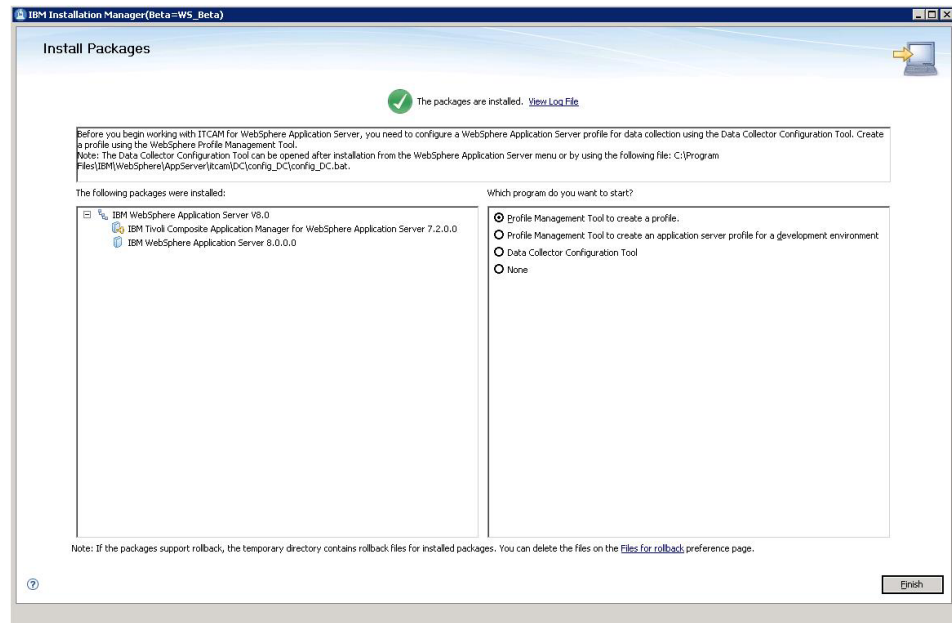 IBM Installation Manager(Beta=WS_Beta)
Install Packages
The packages are installed. View Log File
Before you begin working with ITCAM for WebSphere Application Server, you need to configure a WebSphere Application Server profile for data collection using the Data Collector Configuration Tool. Create
a profile using the WebSphere Profile Management Tool.
Note: The Data Collector Configuration Tool can be opened after installation from the WebSphere Application Server menu or by using the following file: C:\Program
Files\IBM\WebSphere\AppServer\itcam\DC\config_DC\config_DC.bat.
The following packages were installed:
IBM WebSphere Application Server V8.0
IBM Tivoli Composite Application Manager for WebSphere Application Server 7.2.0.0
IBM WebSphere Application Server 8.0.0.0
Which program do you want to start?
Profile Management Tool to create a profile.
Profile Management Tool to create an application server profile for a development environment
Data Collector Configuration Tool
None
Note: If the packages support rollback, the temporary directory contains rollback files for installed packages. You can delete the files on the Files for rollback preference page.
Finish